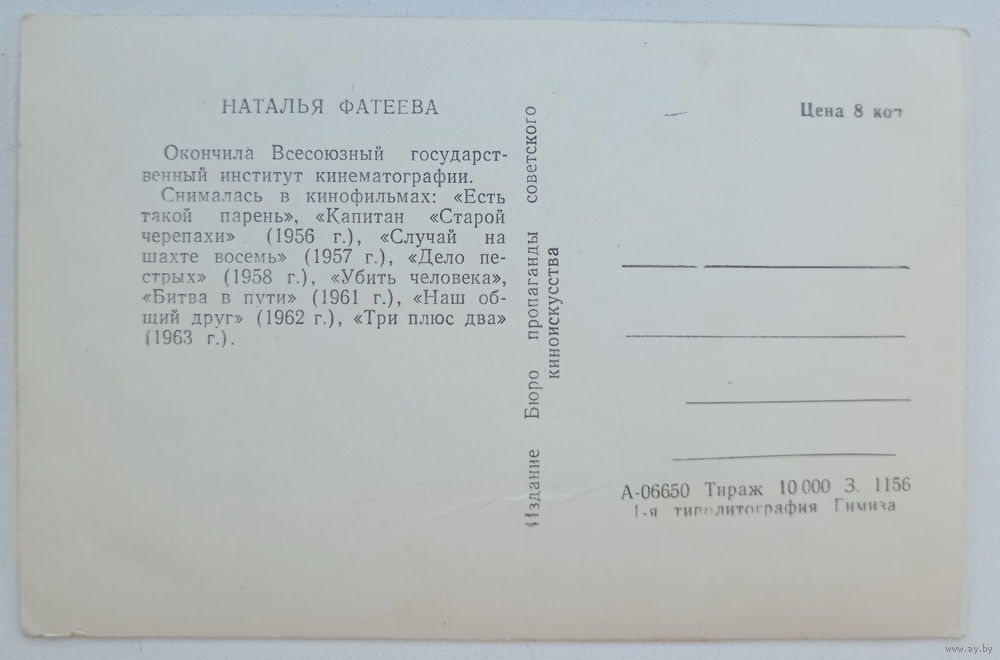 НАТАЛЬЯ ФАТЕЕВА
Окончила Всесоюзный государст-
венный институт кинематографии.
Снималась в кинофильмах: «Есть
такой парень», «Капитан «Старой
черепахи» (1956 г.), «Случай на
шахте восемь» (1957 г.), «Дело пе-
стрых» (1958 г.), «Убить человека»,
«Битва в пути» (1961 г.), «Наш об-
щий друг» (1962 г.), «Три плюс два»
(1963 г.).
Издание Бюро пропаганды советского
киноискусства
Цена 8 коп
А-06650 Тираж 10 000 З. 1156
1-я типолитография Гимиза
www.ay.by